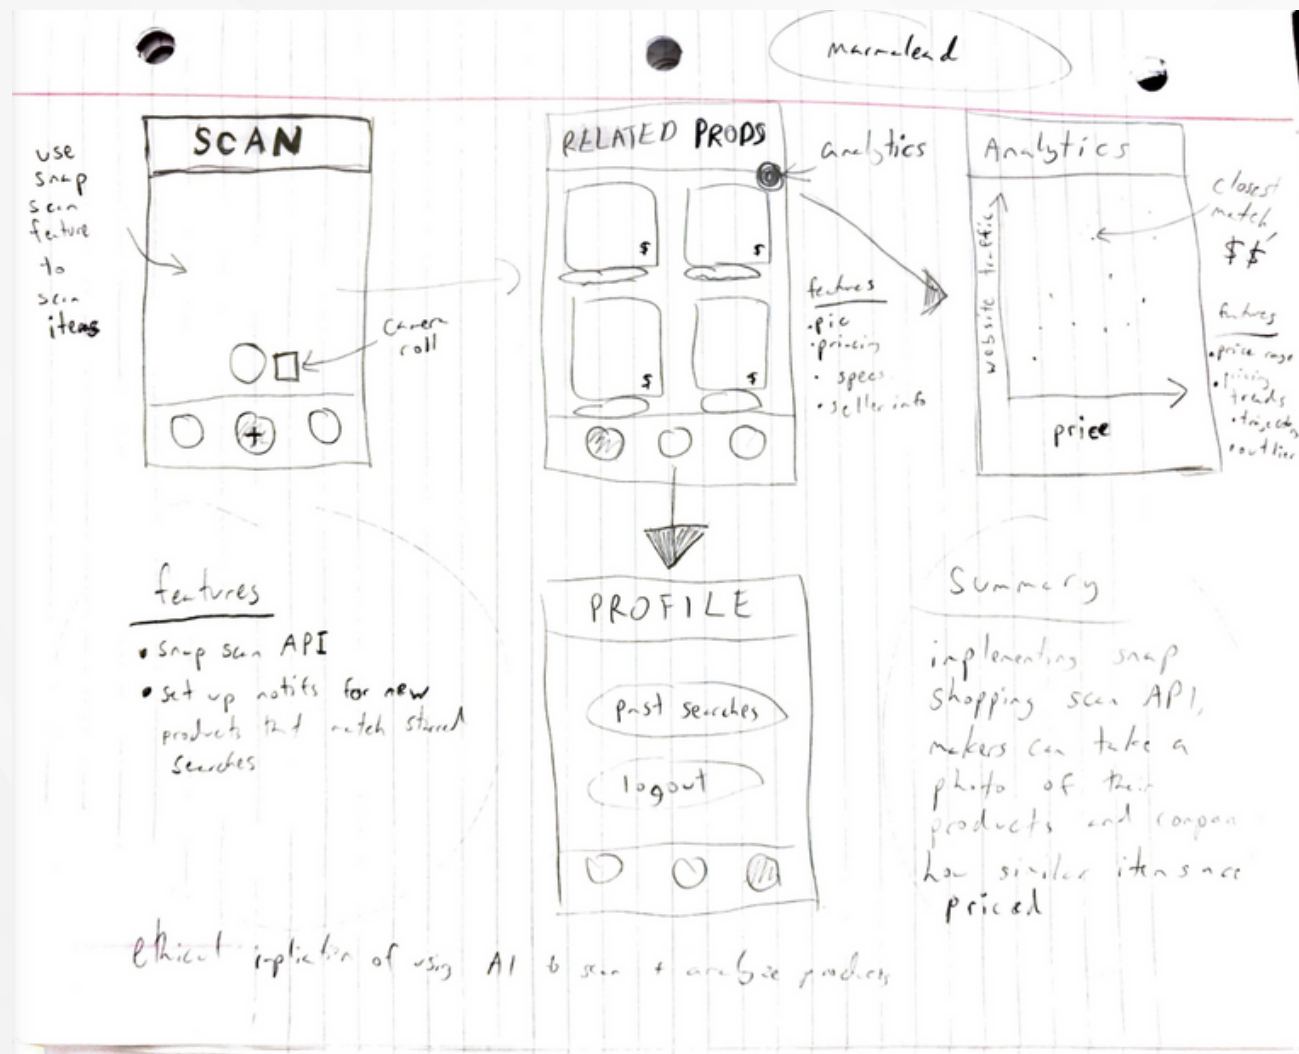 marmalead
SCAN
use
snap
scan
feature
to
scan
items
camera
roll
RELATED PRODS
$
$
$
$
analytics
features
• pic
• pricing
• specs
• seller info
Analytics
website traffic
price
closest
match
$$
features
• price range
• pricing
trends
• outlier
features
• snap scan API
• set up notifs for new
products that match starred
searches
PROFILE
past searches
logout
Summary
implementing snap
shopping scan API,
makers can take a
photo of their
products and compare
how similar items are
priced
ethical implication of using AI to scan + analyze products